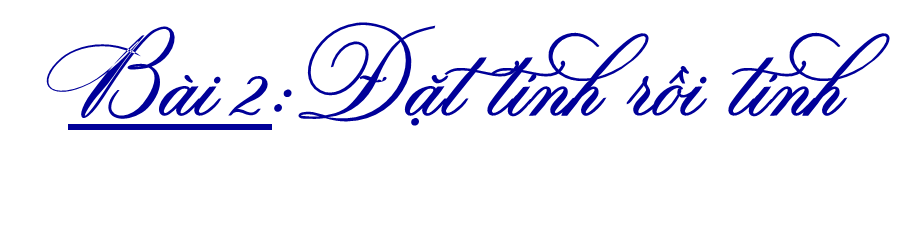 Bài 2: Đặt tính rồi tính